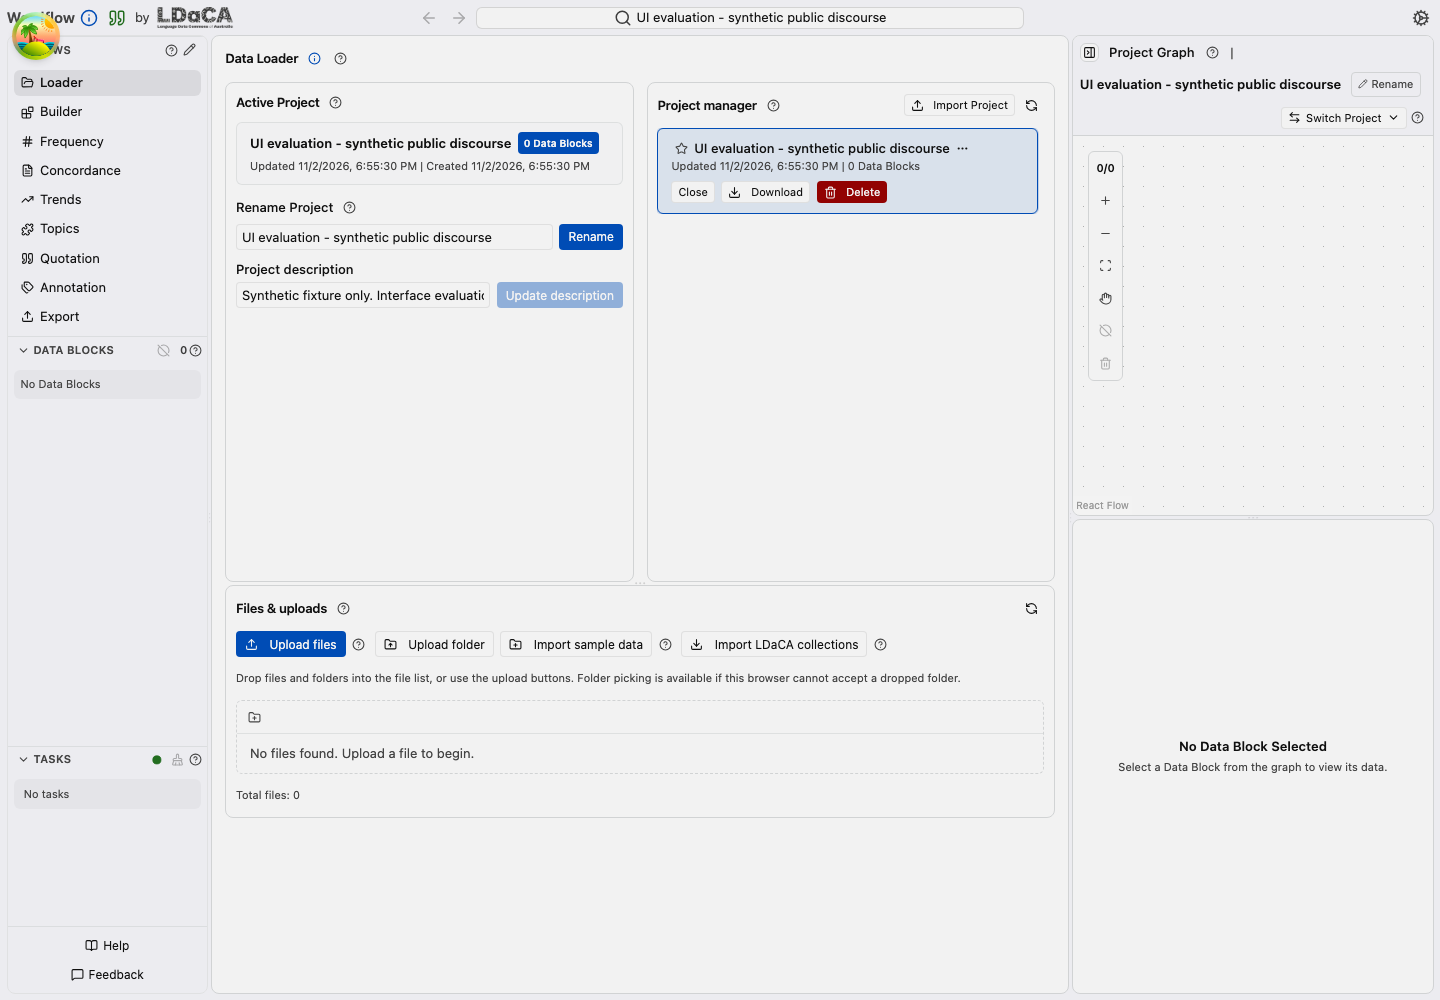 by LDaCA
Language Data Commons of Australia
UI evaluation - synthetic public discourse
Loader
Builder
Frequency
Concordance
Trends
Topics
Quotation
Annotation
Export
DATA BLOCKS 0
No Data Blocks
TASKS
No tasks
Help
Feedback
Data Loader
Active Project
UI evaluation - synthetic public discourse 0 Data Blocks
Updated 11/2/2026, 6:55:30 PM | Created 11/2/2026, 6:55:30 PM
Rename Project
UI evaluation - synthetic public discourse Rename
Project description
Synthetic fixture only. Interface evaluatic Update description
Project manager Import Project
UI evaluation - synthetic public discourse ...
Updated 11/2/2026, 6:55:30 PM | 0 Data Blocks
Close Download Delete
Files & uploads
Upload files Upload folder Import sample data Import LDaCA collections
Drop files and folders into the file list, or use the upload buttons. Folder picking is available if this browser cannot accept a dropped folder.
No files found. Upload a file to begin.
Total files: 0
Project Graph |
UI evaluation - synthetic public discourse Rename
Switch Project
0/0
React Flow
No Data Block Selected
Select a Data Block from the graph to view its data.